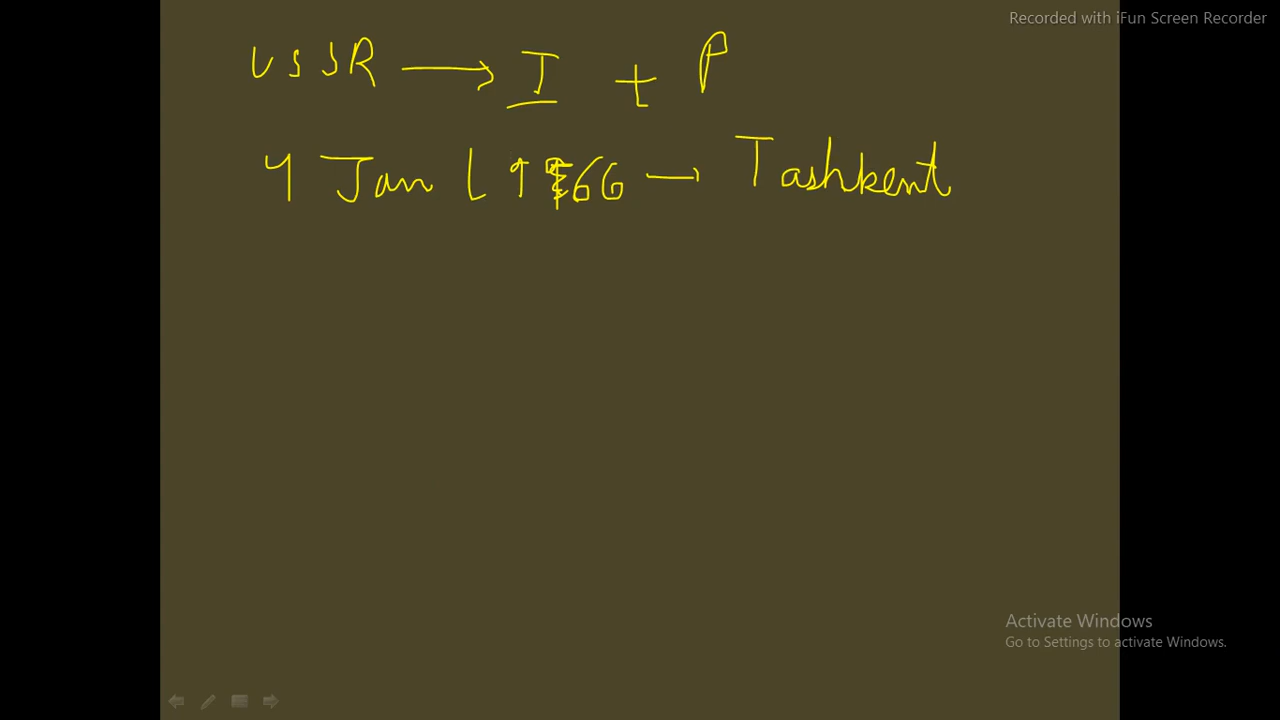 Recorded with iFun Screen Recorder
USSR → I + P
4 Jan 1966 → Tashkent
Activate Windows
Go to Settings to activate Windows.